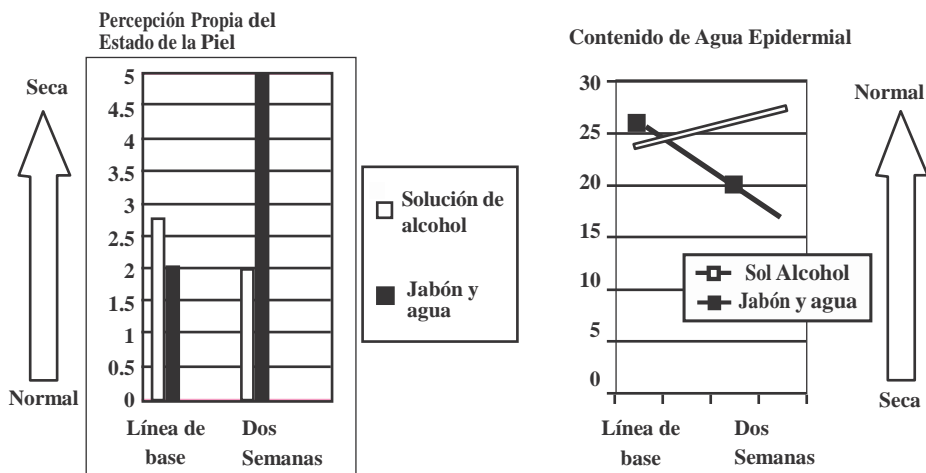 Percepción Propia del
Estado de la Piel
Seca
Normal
5
4.5
4
3.5
3
2.5
2
1.5
1
0.5
0
Línea de
base
Dos
Semanas
Solución de
alcohol
Jabón y
agua
Contenido de Agua Epidermial
30
25
20
15
10
5
0
Sol Alcohol
Jabón y agua
Línea de
base
Dos
Semanas
Normal
Seca